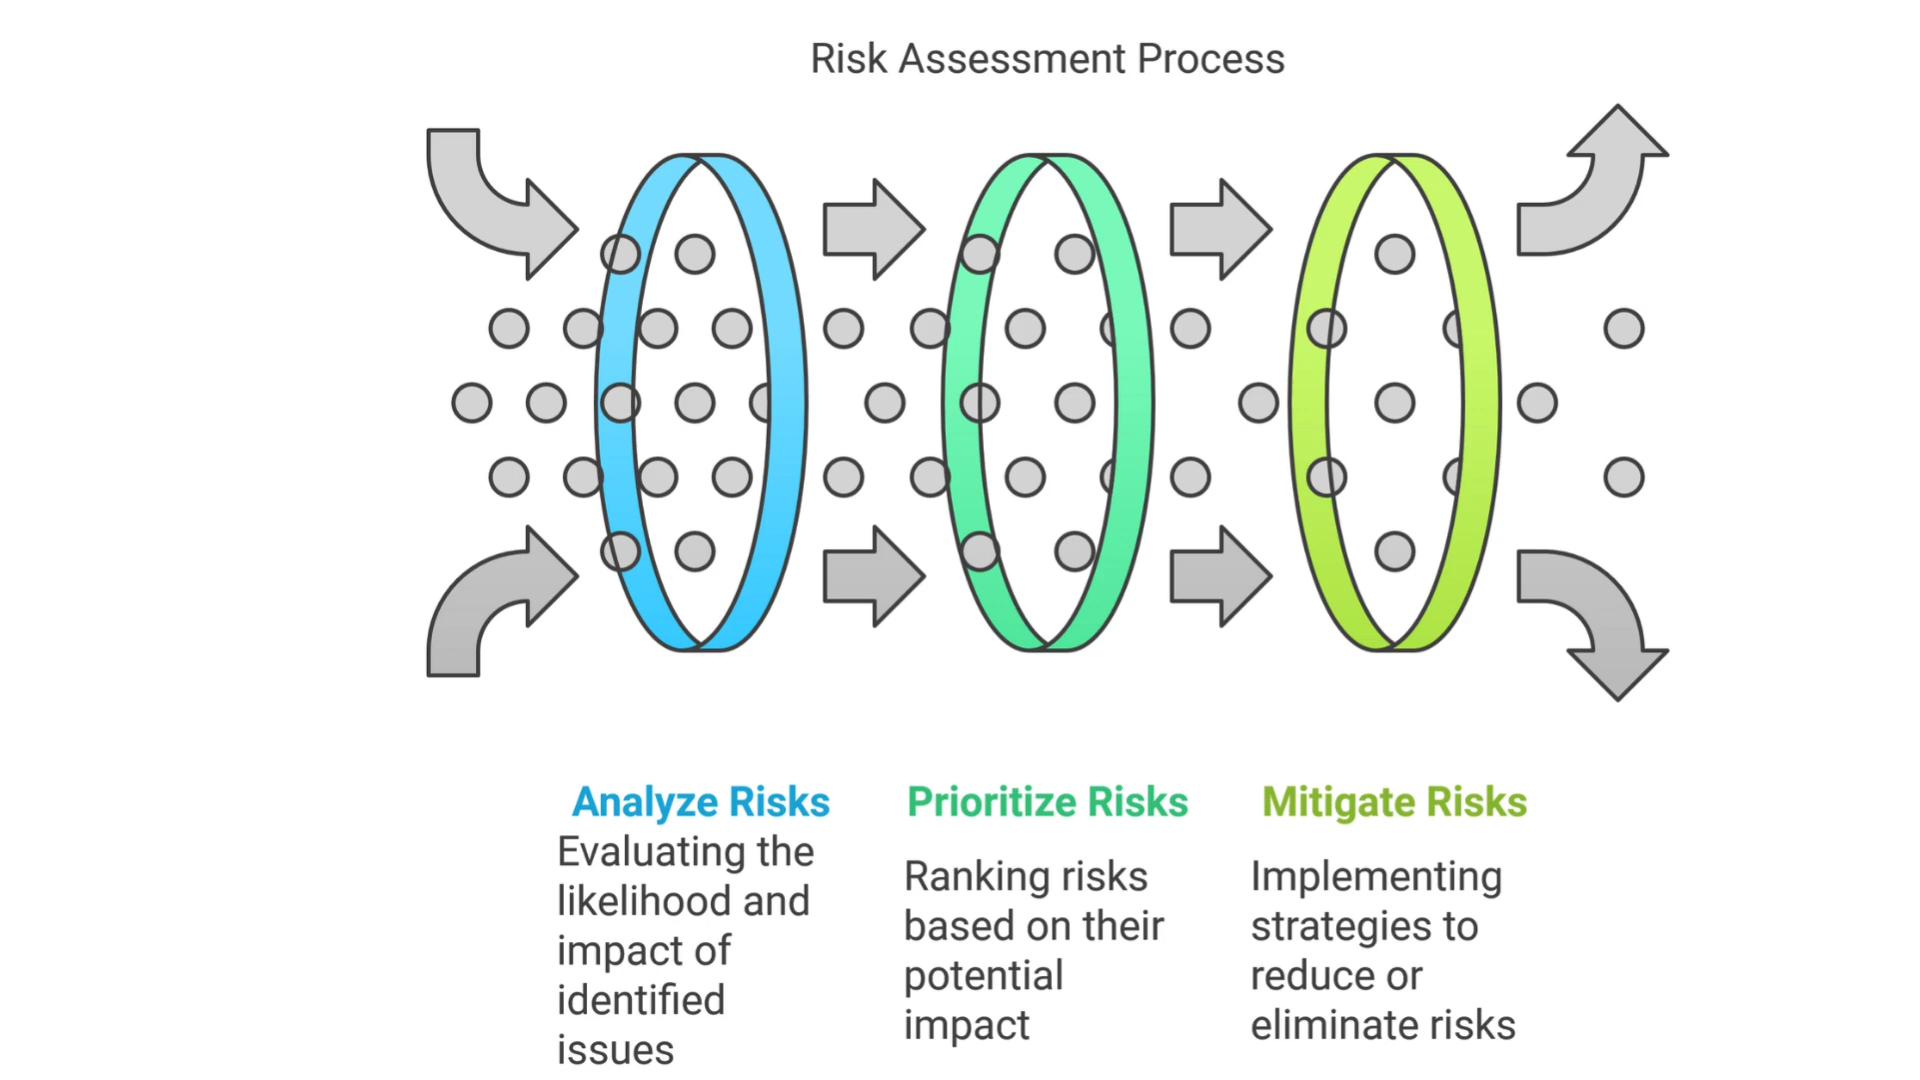 Risk Assessment Process
Analyze Risks
Evaluating the
likelihood and
impact of
identified
issues
Prioritize Risks
Ranking risks
based on their
potential
impact
Mitigate Risks
Implementing
strategies to
reduce or
eliminate risks